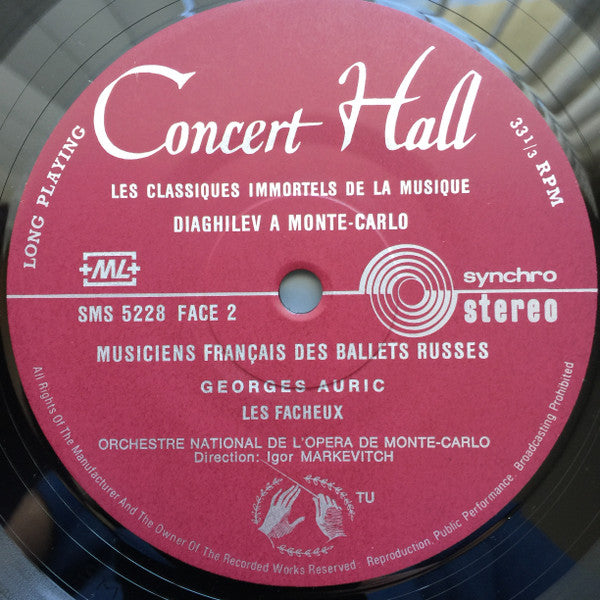 Concert Hall
LONG PLAYING
33 1/3 RPM
LES CLASSIQUES IMMORTELS DE LA MUSIQUE
DIAGHILEV A MONTE-CARLO
+ML+
synchro
stereo
SMS 5228 FACE 2
MUSICIENS FRANÇAIS DES BALLETS RUSSES
GEORGES AURIC
LES FACHEUX
ORCHESTRE NATIONAL DE L'OPERA DE MONTE-CARLO
Direction: Igor MARKEVITCH
TU
All Rights Of The Manufacturer And The Owner Of The Recorded Works Reserved. Reproduction, Public Performance, Broadcasting Prohibited